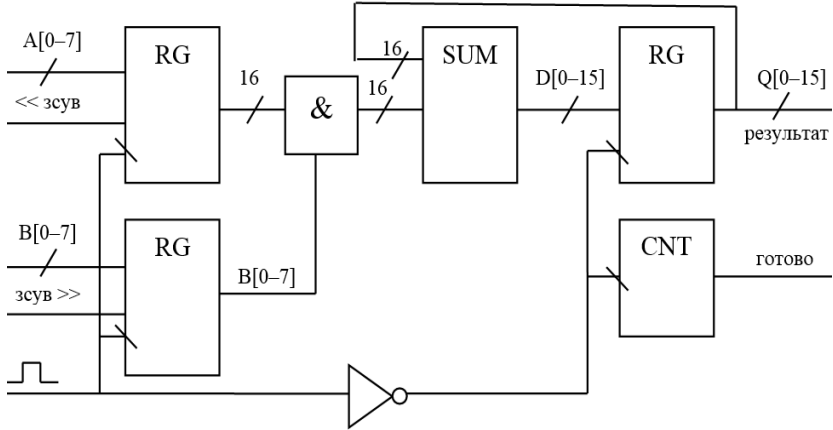 A[0–7]
<< зсув
RG
16
&
16
16
SUM
D[0–15]
RG
Q[0–15]
результат
B[0–7]
зсув >>
RG
B[0–7]
CNT
готово